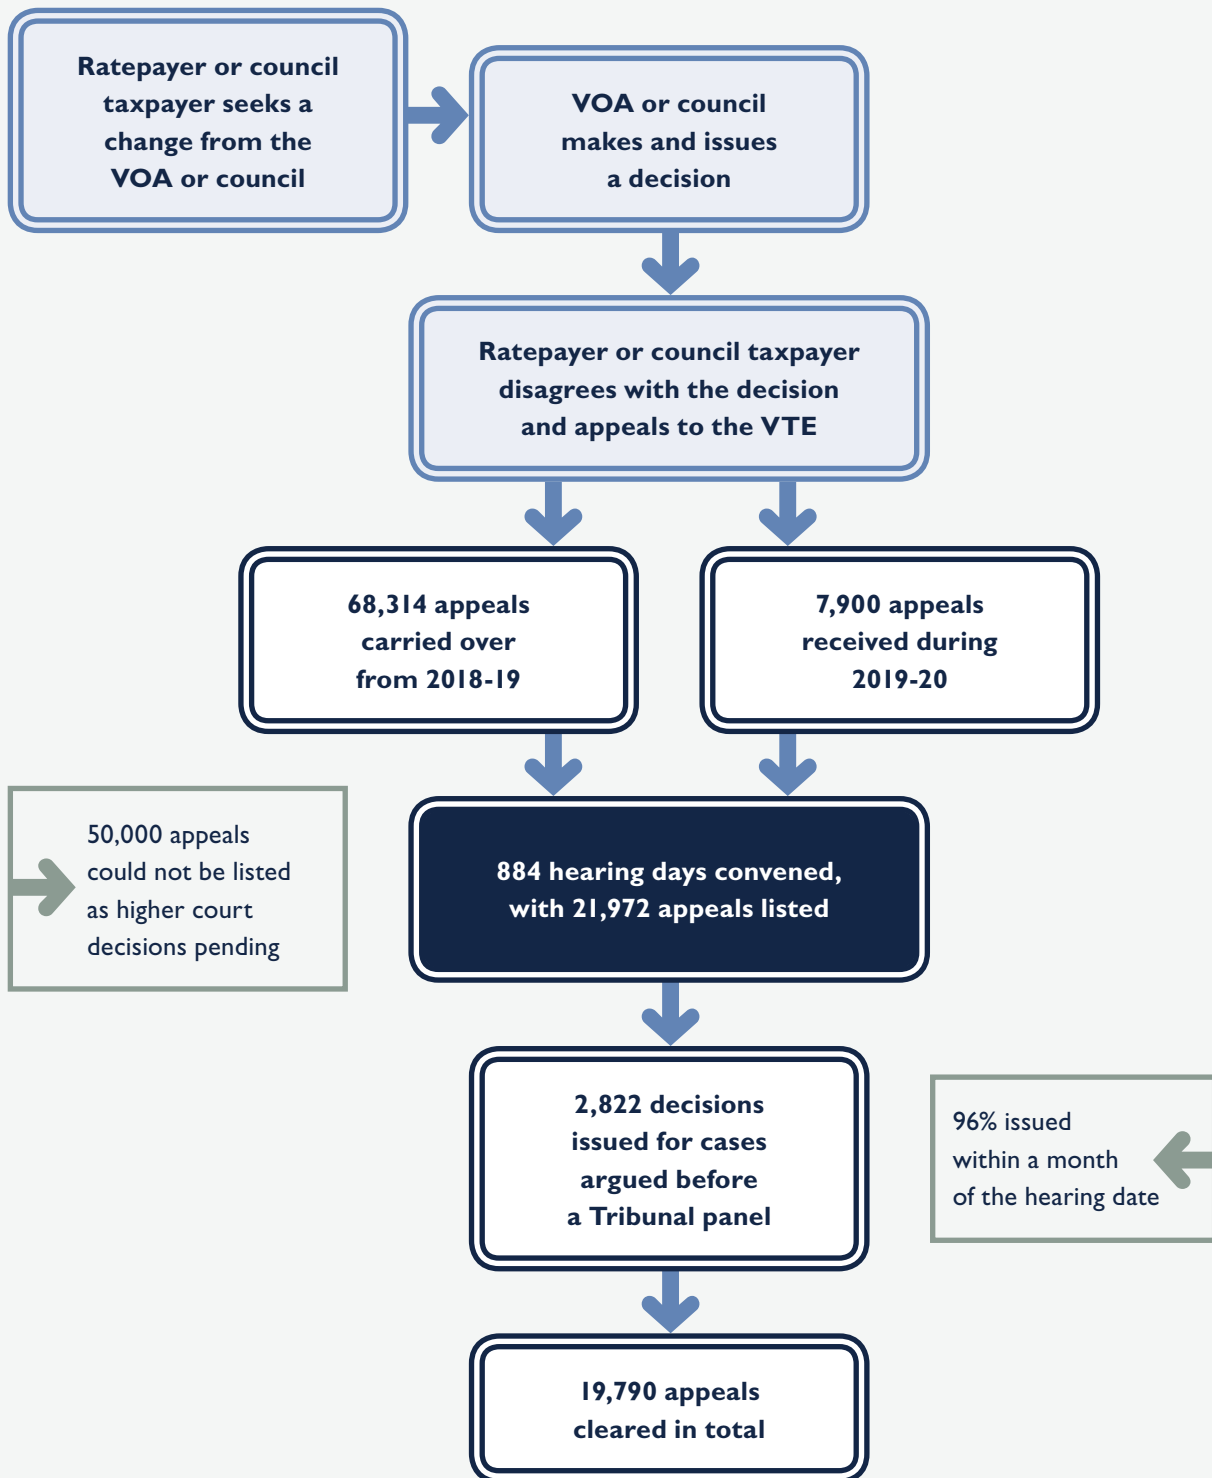 Ratepayer or council
taxpayer seeks a
change from the
VOA or council
VOA or council
makes and issues
a decision
Ratepayer or council taxpayer
disagrees with the decision
and appeals to the VTE
68,314 appeals
carried over
from 2018-19
7,900 appeals
received during
2019-20
50,000 appeals
could not be listed
as higher court
decisions pending
884 hearing days convened,
with 21,972 appeals listed
2,822 decisions
issued for cases
argued before
a Tribunal panel
96% issued
within a month
of the hearing date
19,790 appeals
cleared in total